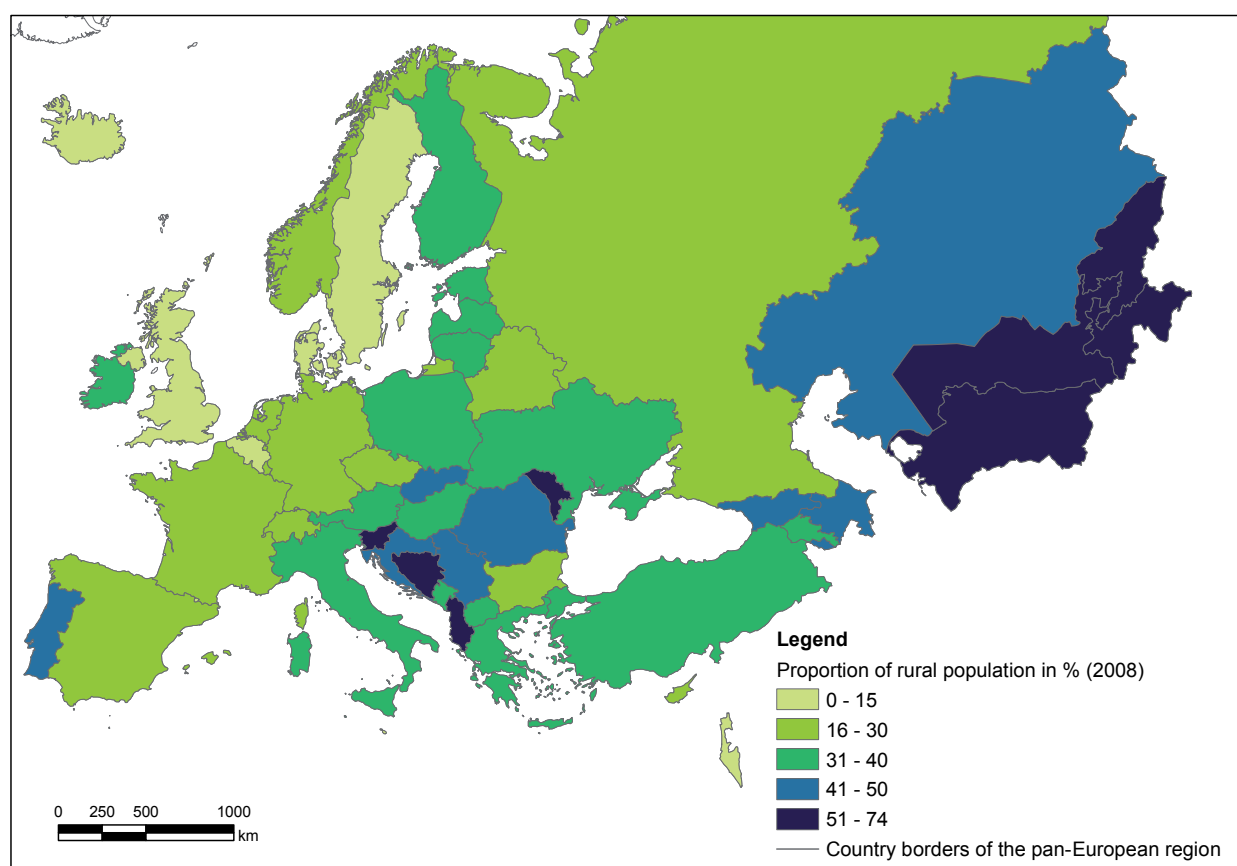 Legend
Proportion of rural population in % (2008)
0 - 15
16 - 30
31 - 40
41 - 50
51 - 74
Country borders of the pan-European region
0 250 500 1000
km